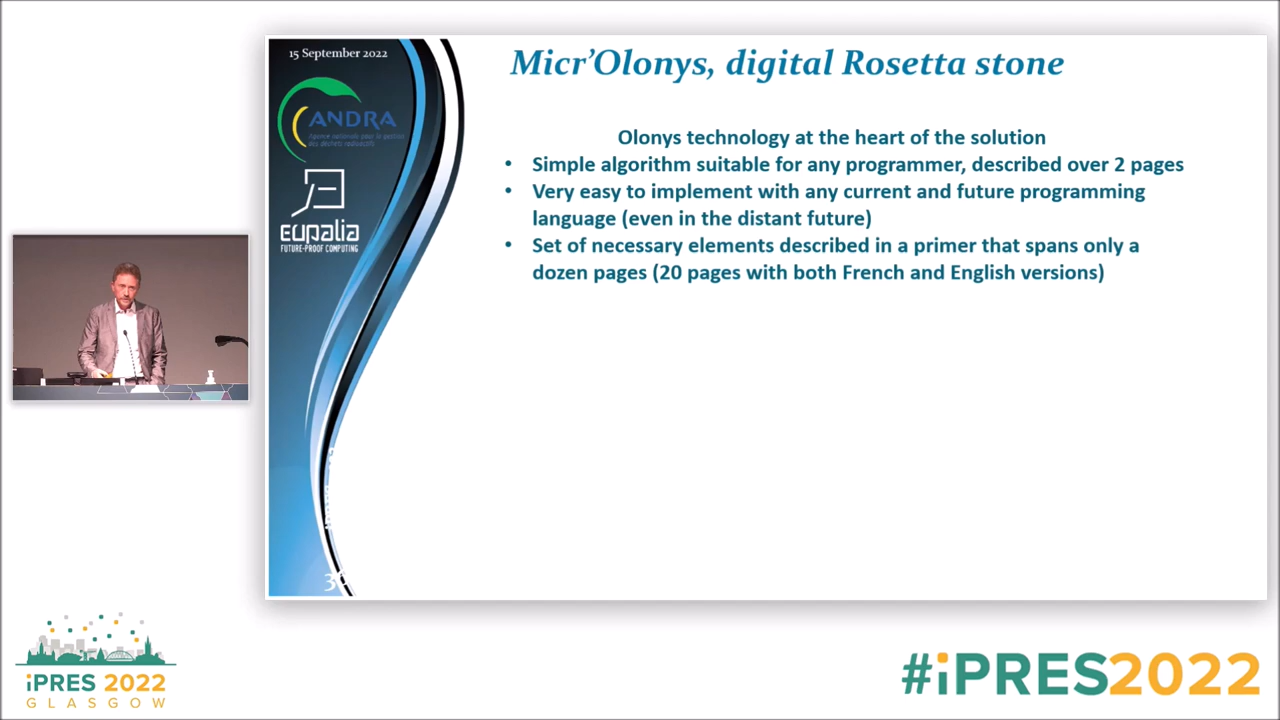 15 September 2022
Micr'Olonys, digital Rosetta stone
ANDRA
Agence nationale pour la gestion
des déchets radioactifs
EUPALIA
FUTURE-PROOF COMPUTING
Olonys technology at the heart of the solution
• Simple algorithm suitable for any programmer, described over 2 pages
• Very easy to implement with any current and future programming
language (even in the distant future)
• Set of necessary elements described in a primer that spans only a
dozen pages (20 pages with both French and English versions)
iPRES 2022
GLASGOW
#iPRES2022